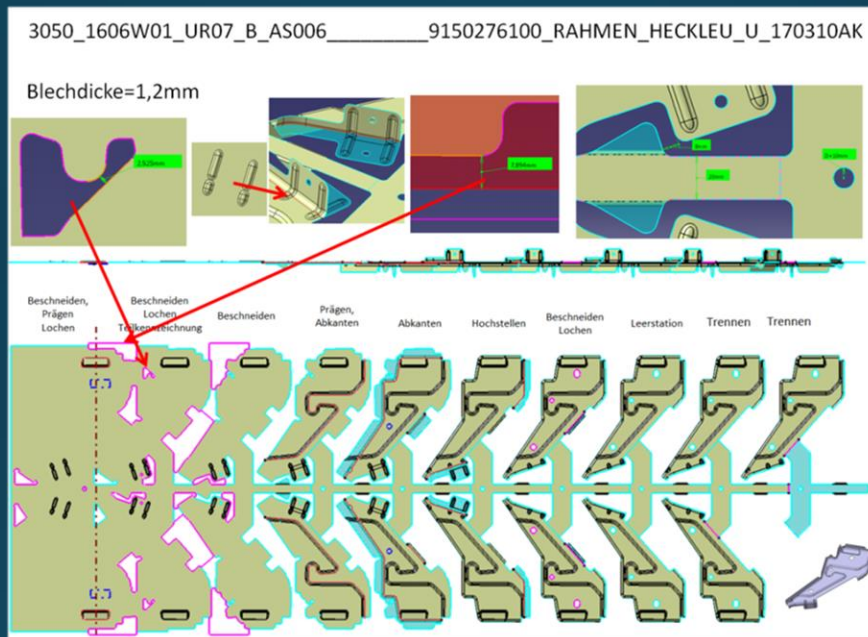 3050_1606W01_UR07_B_AS006_________9150276100_RAHMEN_HECKLEU_U_170310AK
Blechdicke=1,2mm
Beschneiden,
Prägen
Lochen
Beschneiden
Lochen
Teilkennzeichnung
Beschneiden
Prägen,
Abkanten
Abkanten
Hochstellen
Beschneiden
Lochen
Leerstation
Trennen
Trennen